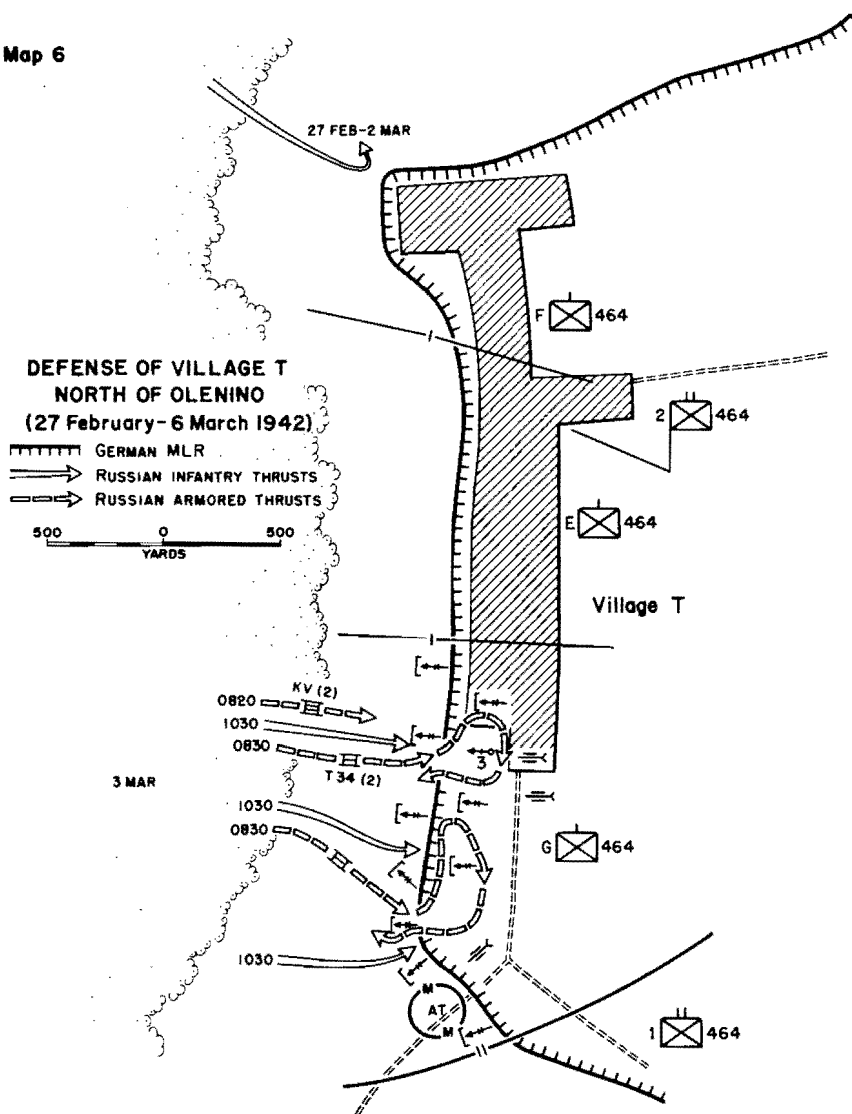 Map 6
27 FEB-2 MAR
F 464
DEFENSE OF VILLAGE T
NORTH OF OLENINO
(27 February-6 March 1942)
GERMAN MLR
RUSSIAN INFANTRY THRUSTS
RUSSIAN ARMORED THRUSTS
500 0 500
YARDS
2 464
E 464
Village T
KV (2)
0820
1030
0830
T 34 (2)
3
3 MAR
1030
0830
G 464
1030
M
AT
M
1 464